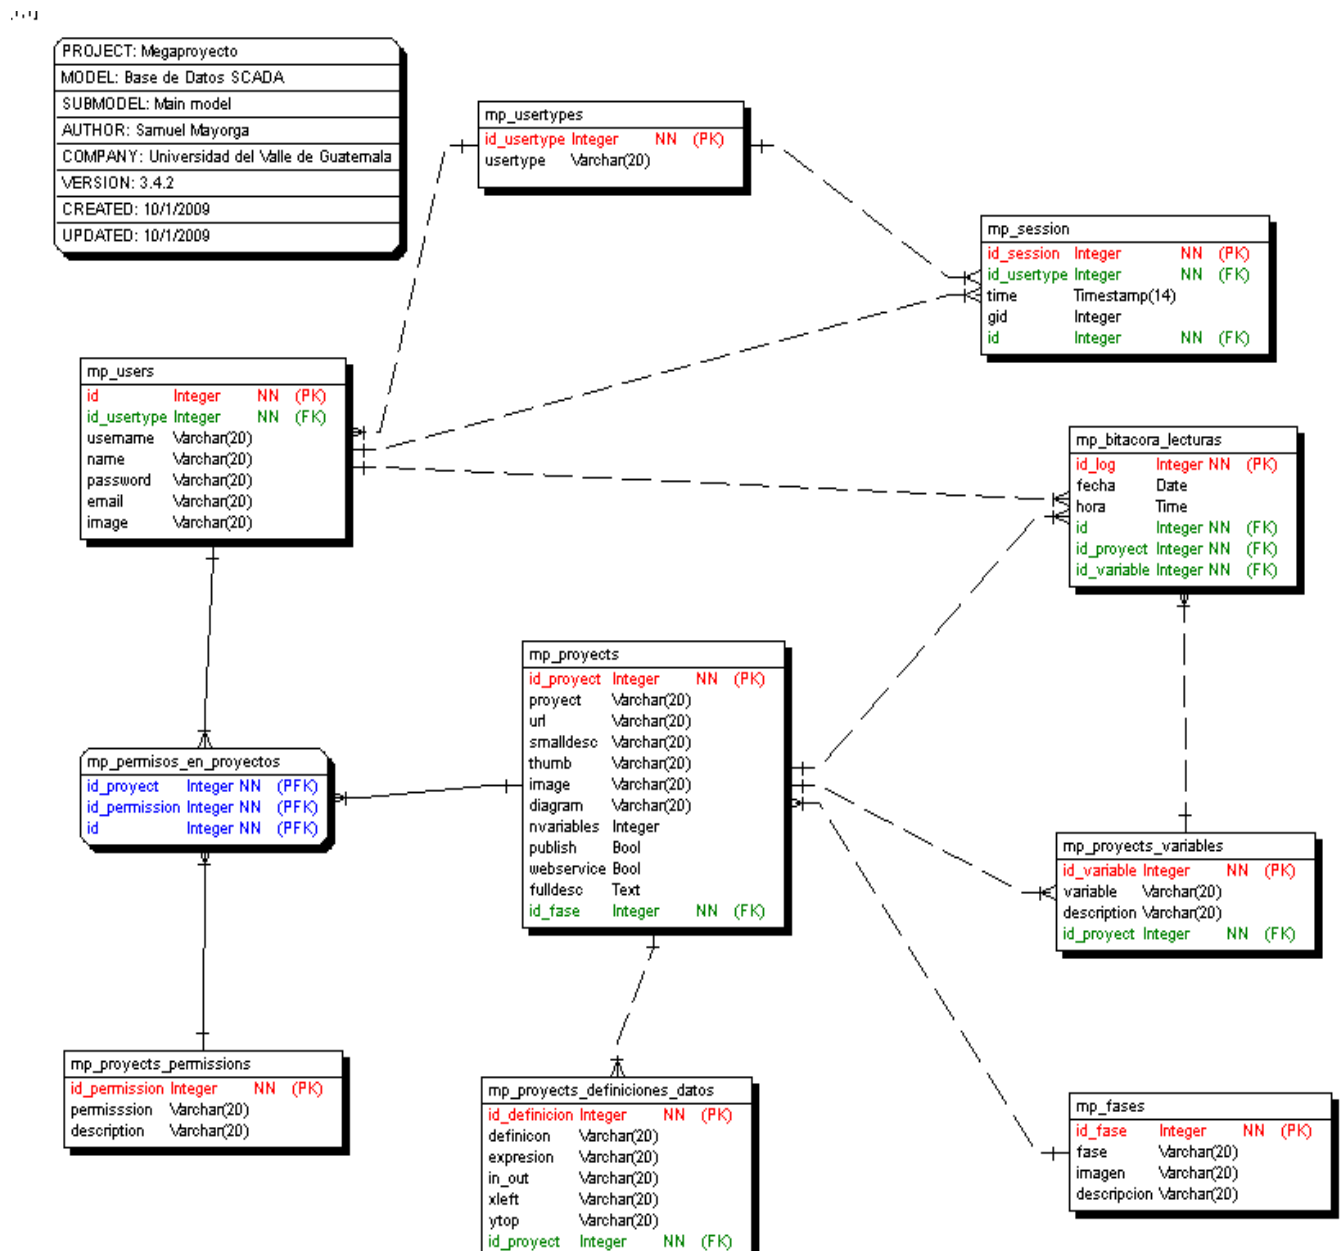 PROJECT: Megaproyecto
MODEL: Base de Datos SCADA
SUBMODEL: Main model
AUTHOR: Samuel Mayorga
COMPANY: Universidad del Valle de Guatemala
VERSION: 3.4.2
CREATED: 10/1/2009
UPDATED: 10/1/2009
mp_usertypes
id_usertype Integer NN (PK)
usertype Varchar(20)
mp_session
id_session Integer NN (PK)
id_usertype Integer NN (FK)
time Timestamp(14)
gid Integer
id Integer NN (FK)
mp_users
id Integer NN (PK)
id_usertype Integer NN (FK)
username Varchar(20)
name Varchar(20)
password Varchar(20)
email Varchar(20)
image Varchar(20)
mp_bitacora_lecturas
id_log Integer NN (PK)
fecha Date
hora Time
id Integer NN (FK)
id_proyect Integer NN (FK)
id_variable Integer NN (FK)
mp_proyects
id_proyect Integer NN (PK)
proyect Varchar(20)
url Varchar(20)
smalldesc Varchar(20)
thumb Varchar(20)
image Varchar(20)
diagram Varchar(20)
nvariables Integer
publish Bool
webservice Bool
fulldesc Text
id_fase Integer NN (FK)
mp_permisos_en_proyectos
id_proyect Integer NN (PFK)
id_permission Integer NN (PFK)
id Integer NN (PFK)
mp_proyects_variables
id_variable Integer NN (PK)
variable Varchar(20)
description Varchar(20)
id_proyect Integer NN (FK)
mp_proyects_permissions
id_permission Integer NN (PK)
permisssion Varchar(20)
description Varchar(20)
mp_proyects_definiciones_datos
id_definicion Integer NN (PK)
definicon Varchar(20)
expresion Varchar(20)
in_out Varchar(20)
xleft Varchar(20)
ytop Varchar(20)
id_proyect Integer NN (FK)
mp_fases
id_fase Integer NN (PK)
fase Varchar(20)
imagen Varchar(20)
descripcion Varchar(20)